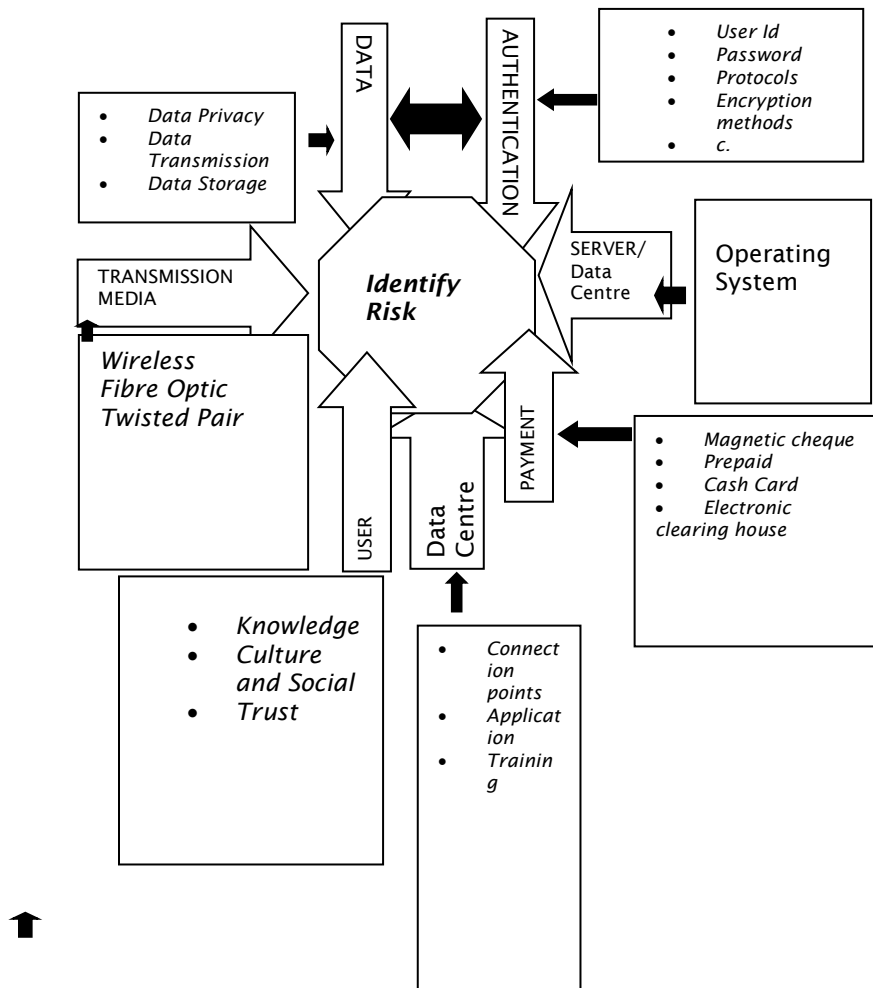 DATA
AUTHENTICATION
• User Id
• Password
• Protocols
• Encryption
methods
• c.
• Data Privacy
• Data
Transmission
• Data Storage
TRANSMISSION
MEDIA
Identify
Risk
SERVER/
Data
Centre
Operating
System
Wireless
Fibre Optic
Twisted Pair
USER
Data
Centre
PAYMENT
• Magnetic cheque
• Prepaid
• Cash Card
• Electronic
clearing house
• Knowledge
• Culture
and Social
• Trust
• Connect
ion
points
• Applicat
ion
• Trainin
g